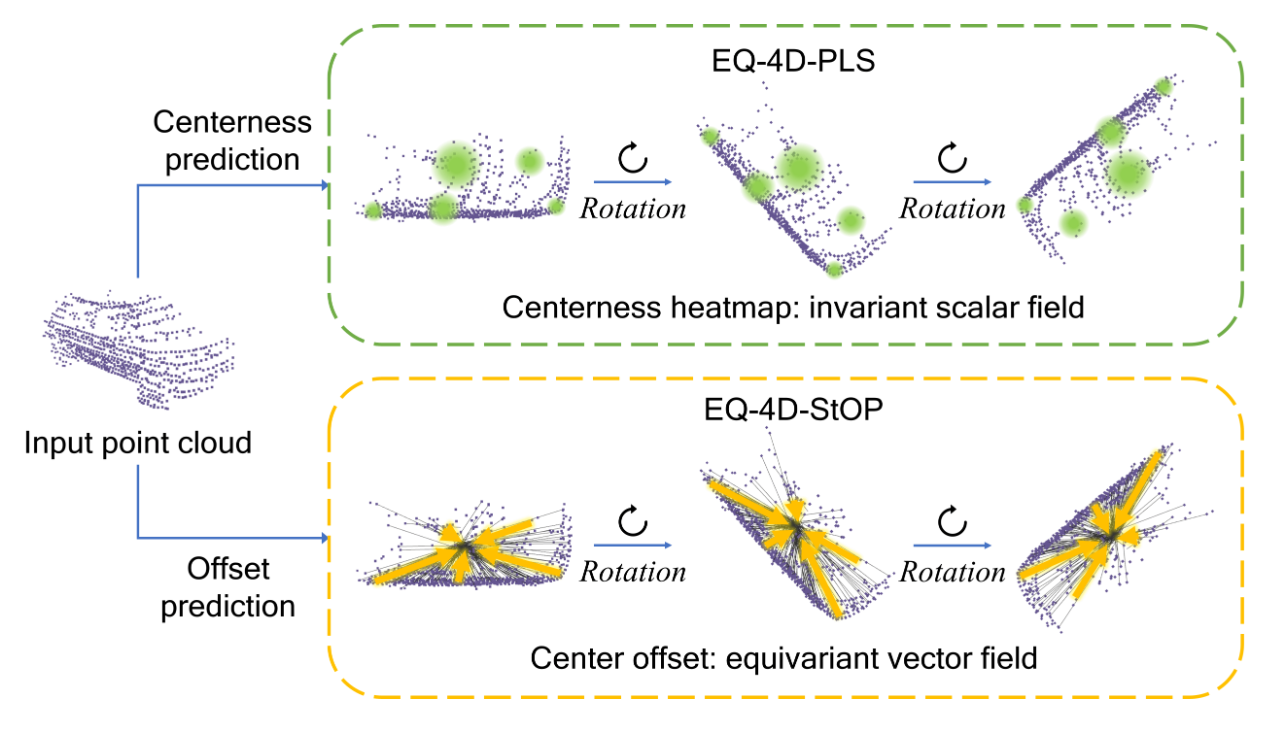 EQ-4D-PLS
Centerness
prediction
Rotation
Rotation
Centerness heatmap: invariant scalar field
Input point cloud
EQ-4D-StOP
Offset
prediction
Rotation
Rotation
Center offset: equivariant vector field